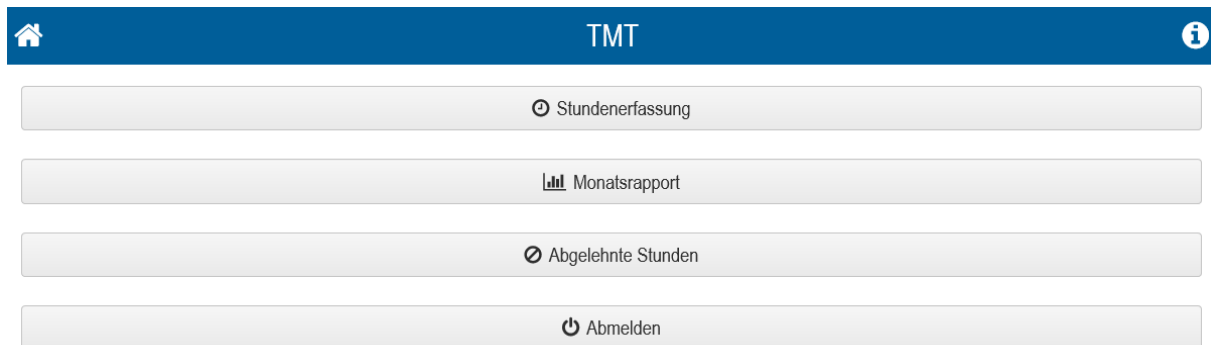 TMT
Stundenerfassung
Monatsrapport
Abgelehnte Stunden
Abmelden